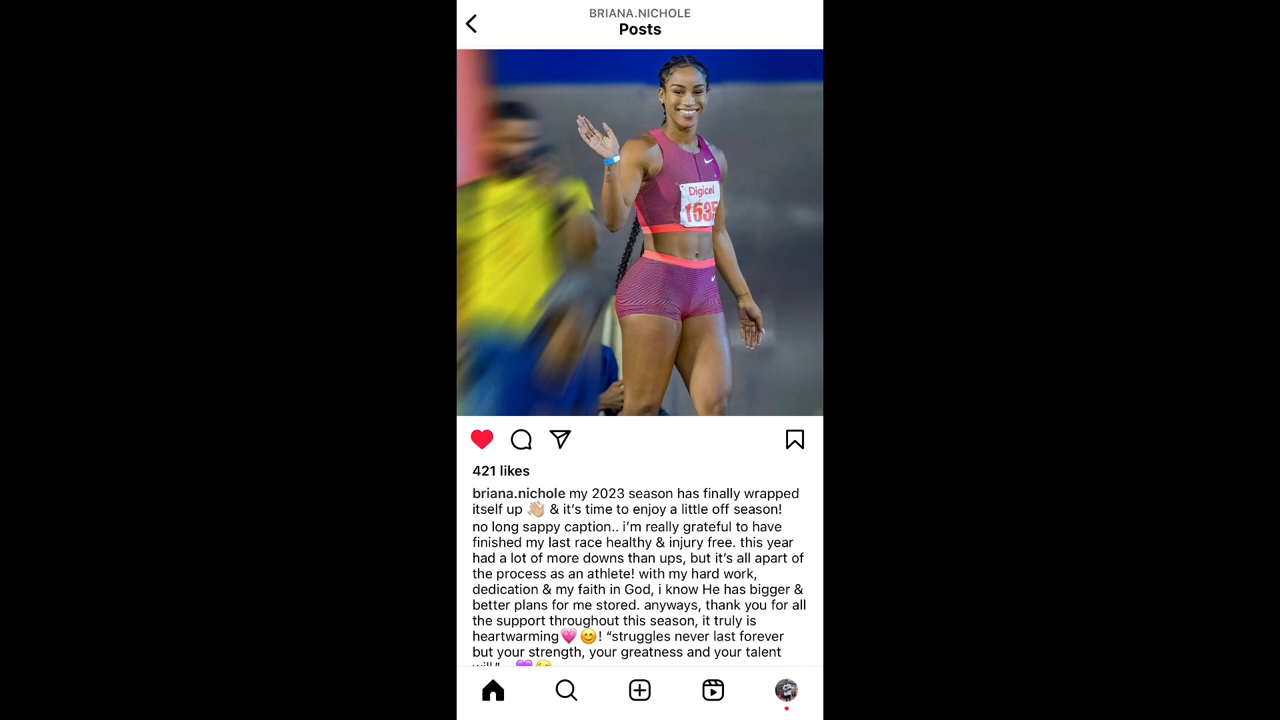 BRIANA.NICHOLE
Posts
Digicel
421 likes
briana.nichole my 2023 season has finally wrapped
itself up 👋🏼 & it’s time to enjoy a little off season!
no long sappy caption.. i’m really grateful to have
finished my last race healthy & injury free. this year
had a lot of more downs than ups, but it’s all apart of
the process as an athlete! with my hard work,
dedication & my faith in God, i know He has bigger &
better plans for me stored. anyways, thank you for all
the support throughout this season, it truly is
heartwarming💗😊! “struggles never last forever
but your strength, your greatness and your talent